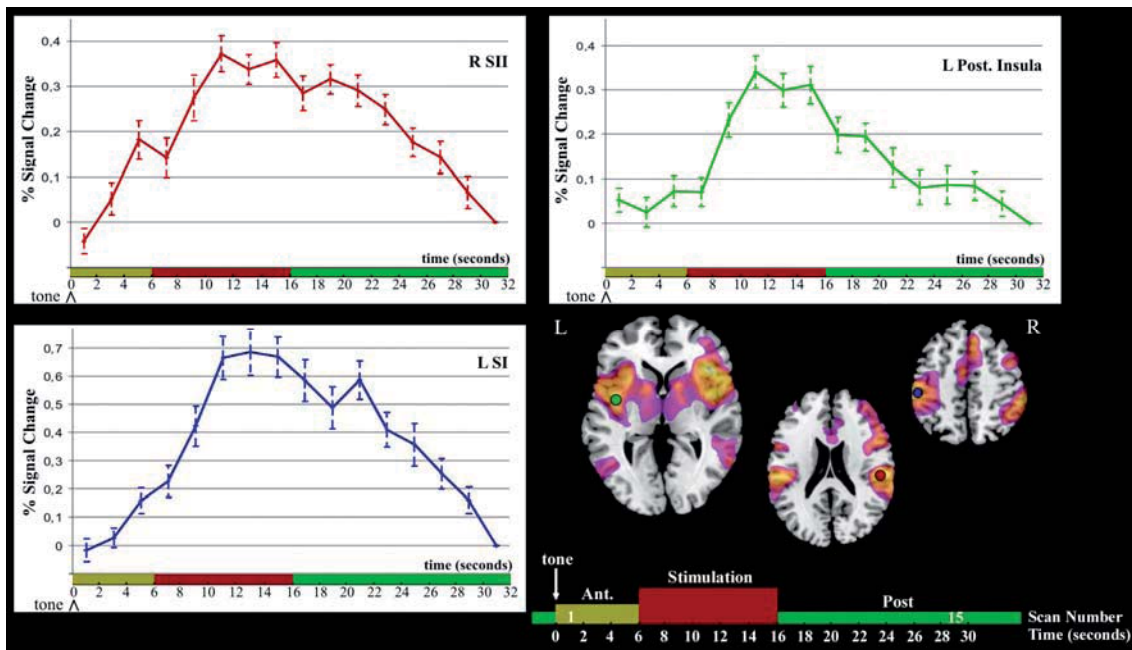 R SII
% Signal Change
0,4
0,3
0,2
0,1
0
time (seconds)
0 2 4 6 8 10 12 14 16 18 20 22 24 26 28 30 32
tone ^
L Post. Insula
% Signal Change
0,4
0,3
0,2
0,1
0
time (seconds)
0 2 4 6 8 10 12 14 16 18 20 22 24 26 28 30 32
tone ^
L SI
% Signal Change
0,7
0,6
0,5
0,4
0,3
0,2
0,1
0
time (seconds)
0 2 4 6 8 10 12 14 16 18 20 22 24 26 28 30 32
tone ^
L R
tone
Ant. Stimulation Post
1 15 Scan Number
0 2 4 6 8 10 12 14 16 18 20 22 24 26 28 30 Time (seconds)